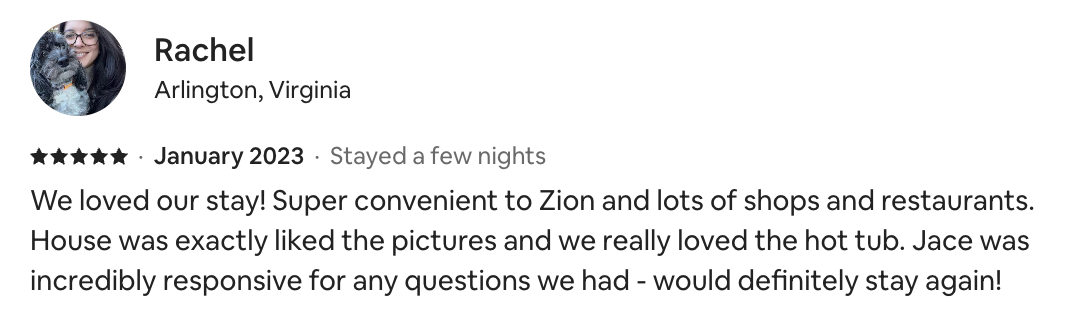 Rachel
Arlington, Virginia
★★★★★ · January 2023 · Stayed a few nights
We loved our stay! Super convenient to Zion and lots of shops and restaurants.
House was exactly liked the pictures and we really loved the hot tub. Jace was
incredibly responsive for any questions we had - would definitely stay again!